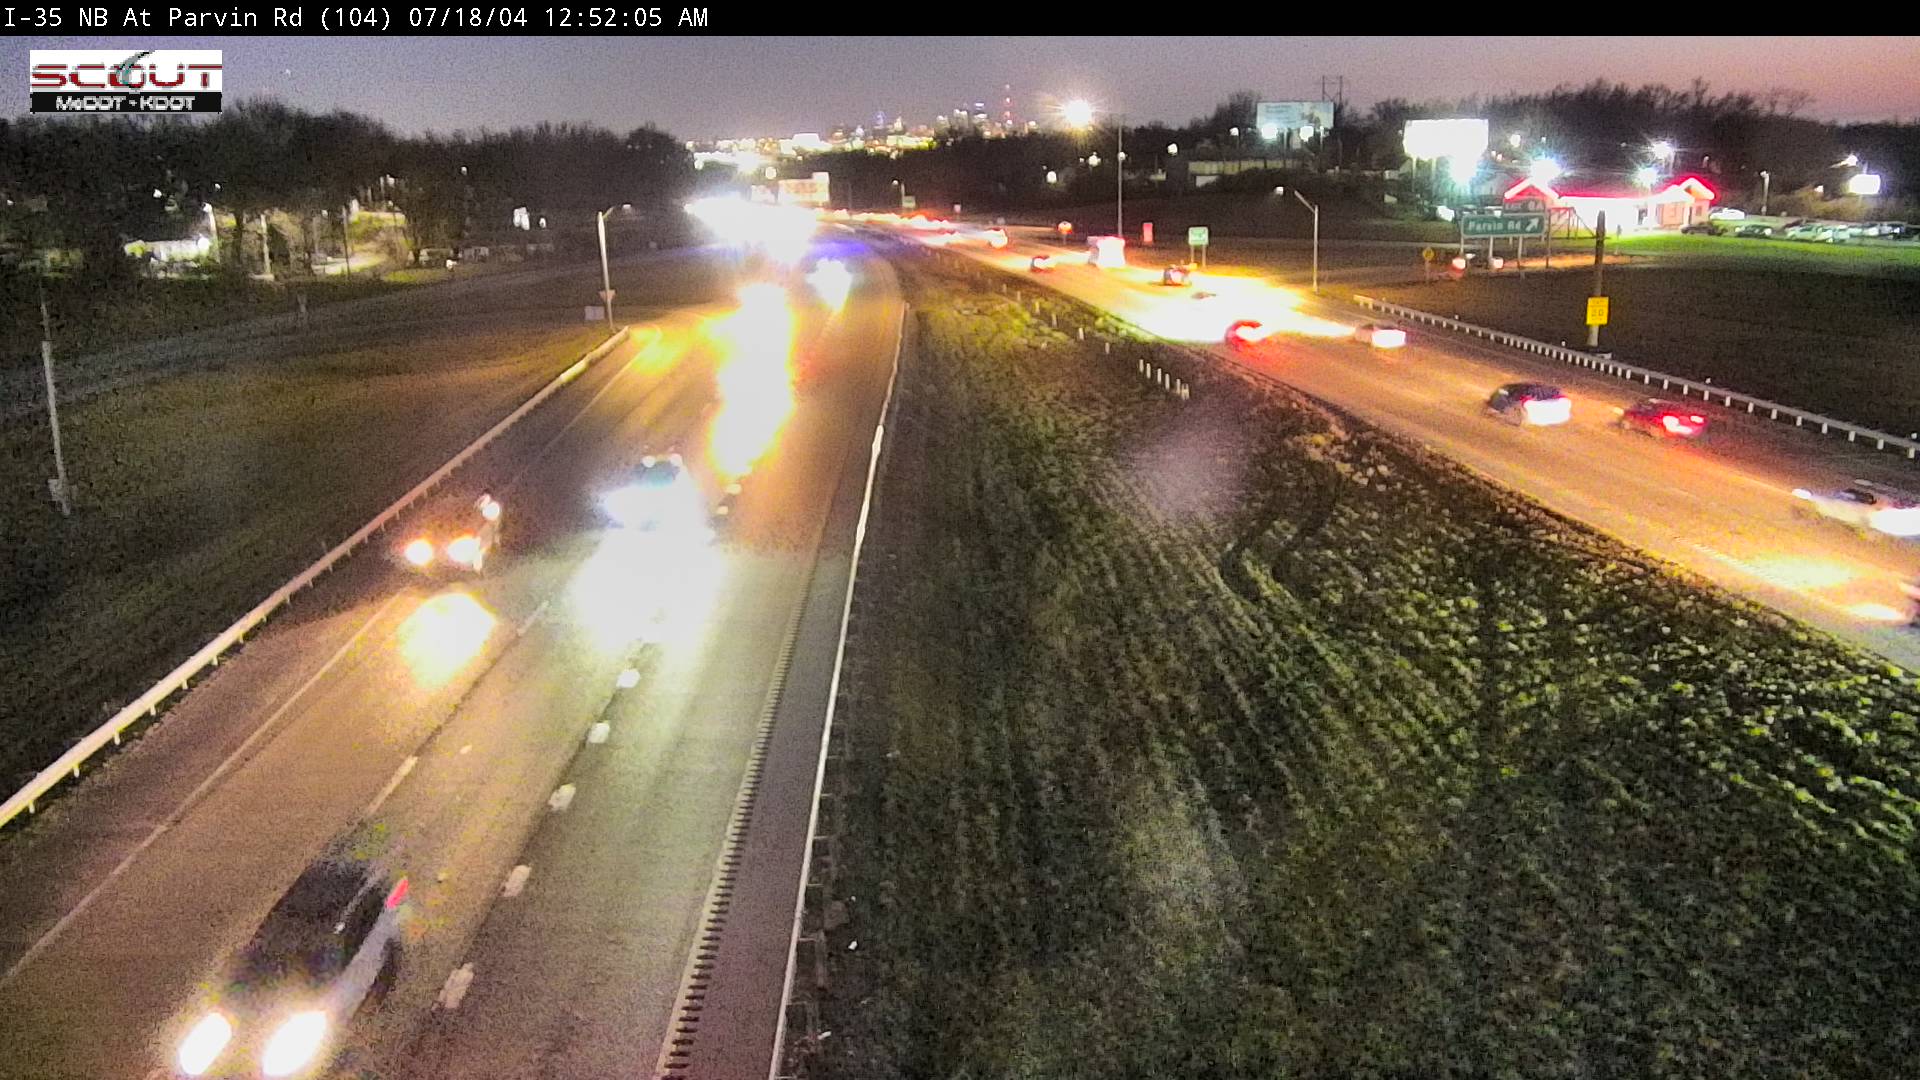 I-35 NB At Parvin Rd (104) 07/18/04 12:52:05 AM
SCOUT
MoDOT - KDOT
Parvin Rd